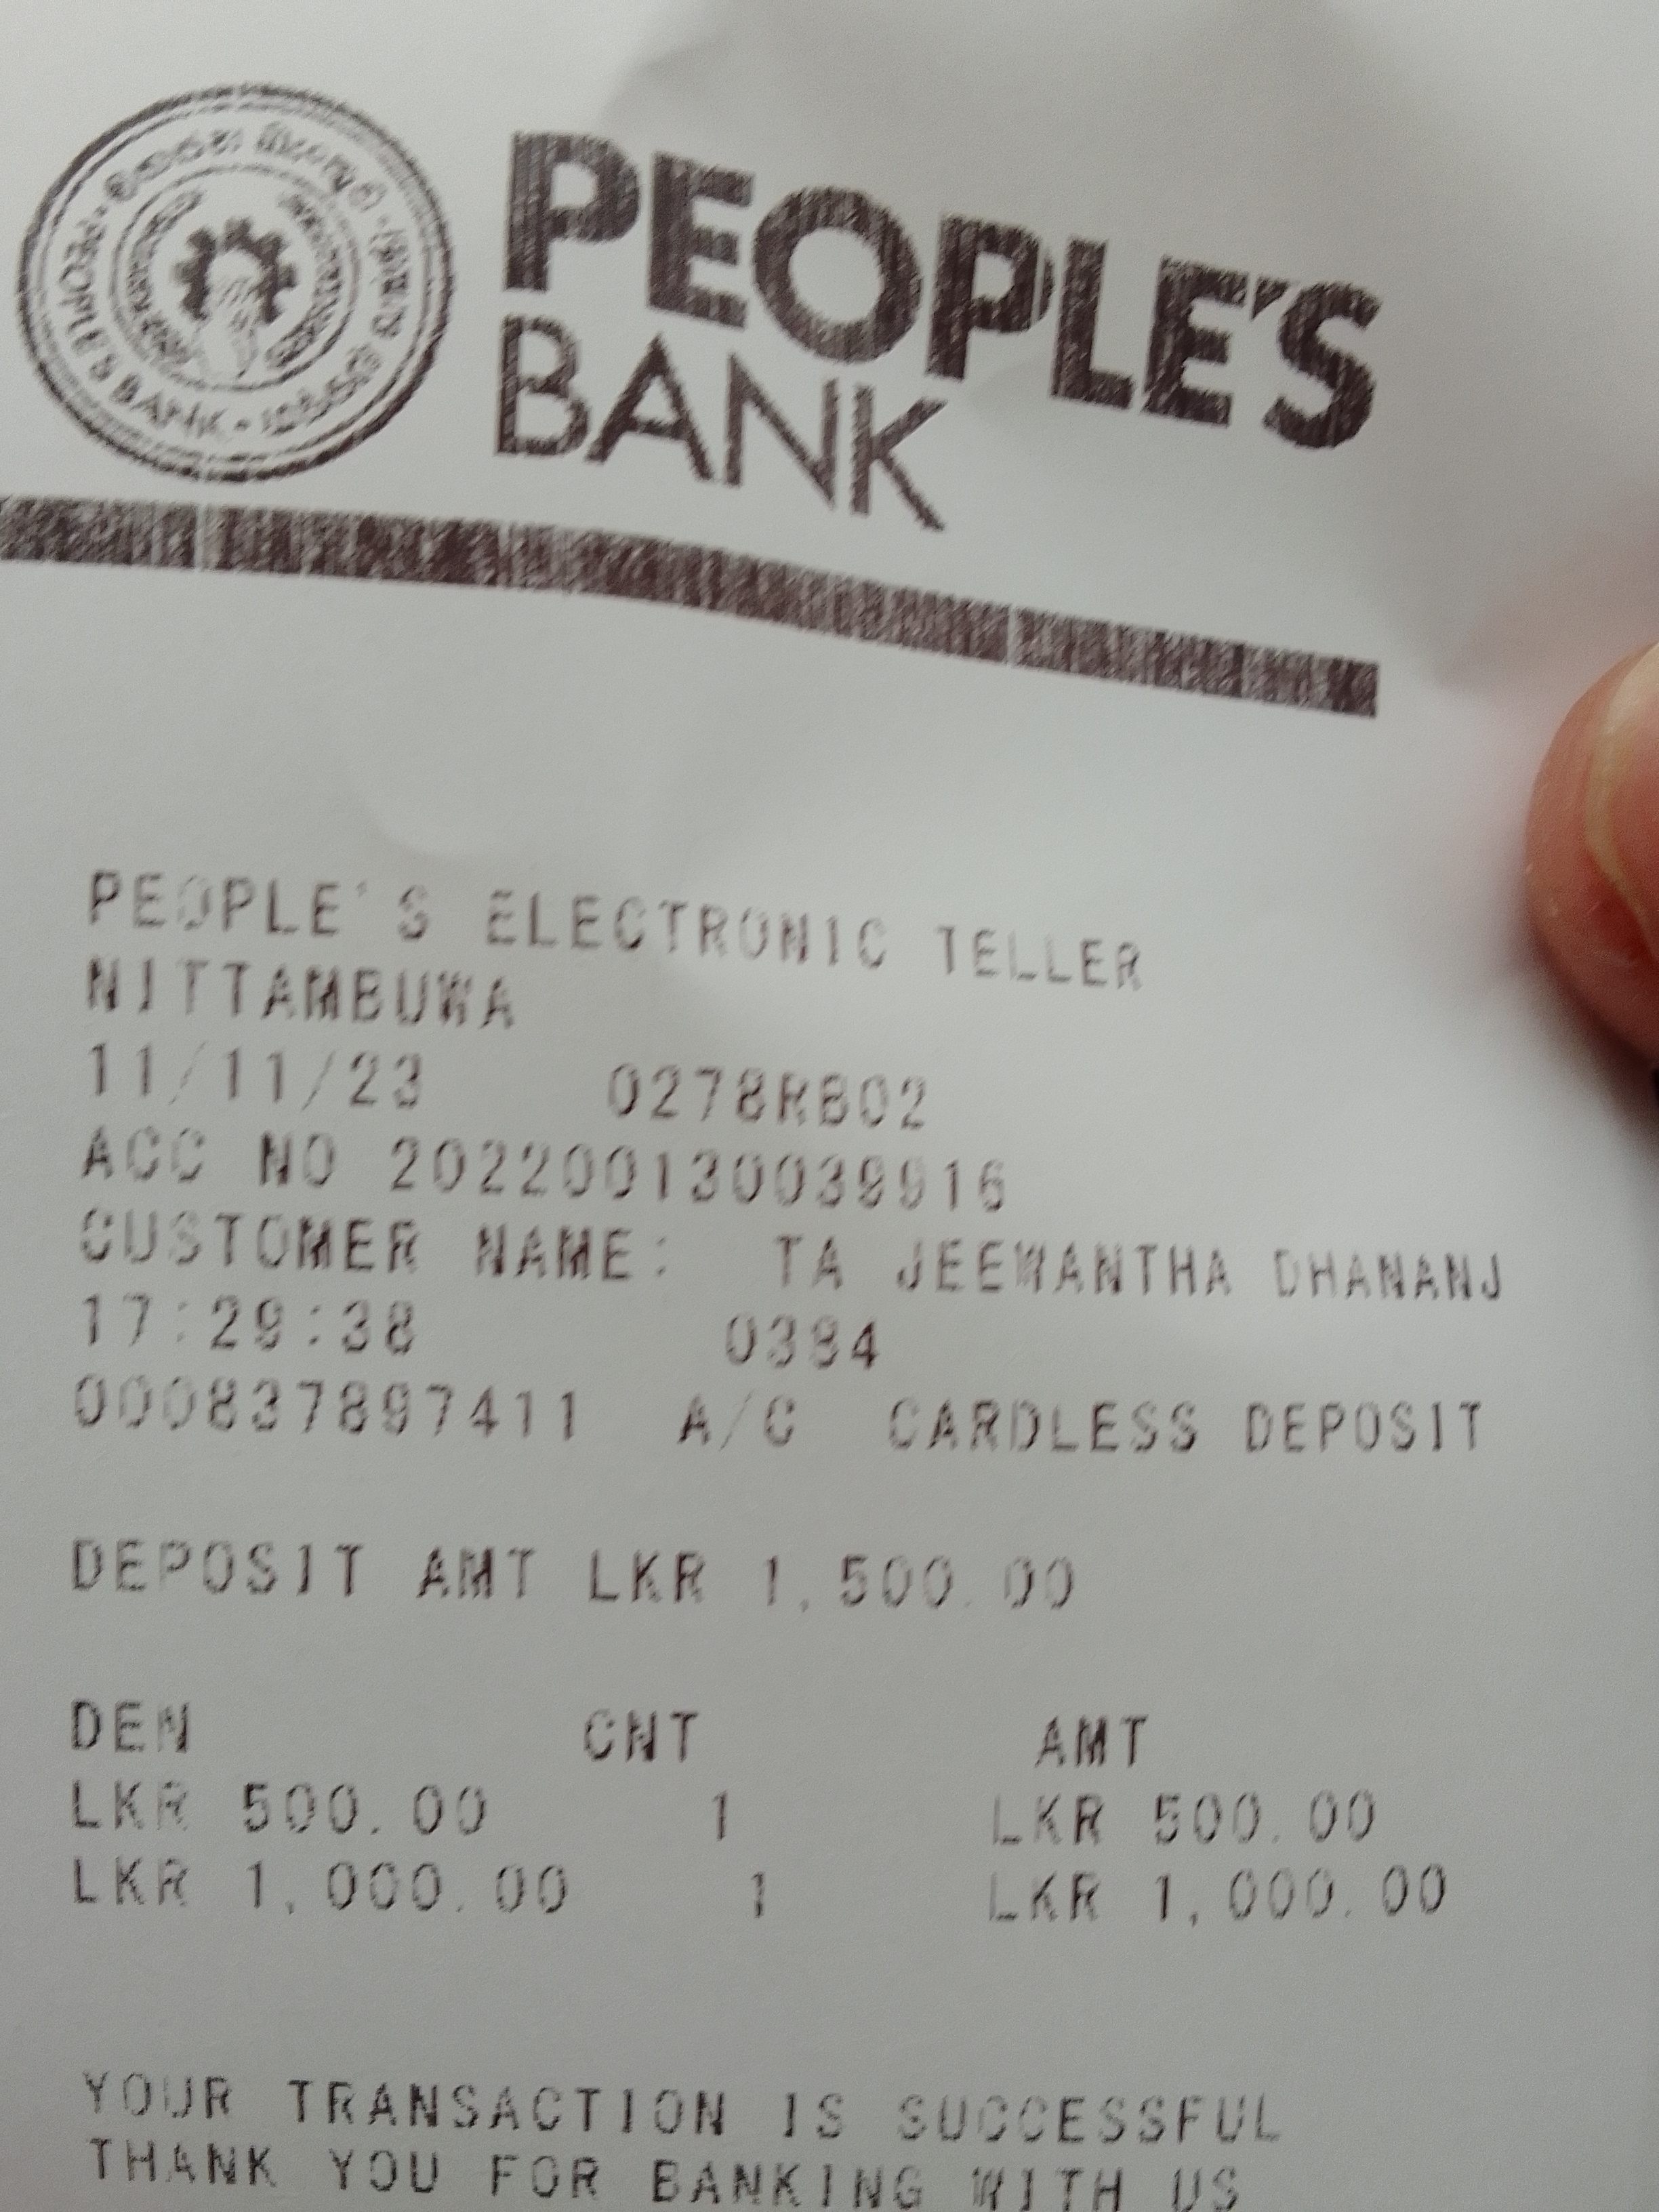 PEOPLE'S BANK
PEOPLE'S
BANK
PEOPLE'S ELECTRONIC TELLER
NITTAMBUWA
11/11/23 0278RB02
ACC NO 202200130039916
CUSTOMER NAME: TA JEEWANTHA DHANANJ
17:29:38 0384
000837897411 A/C CARDLESS DEPOSIT
DEPOSIT AMT LKR 1,500.00
DEN CNT AMT
LKR 500.00 1 LKR 500.00
LKR 1,000.00 1 LKR 1,000.00
YOUR TRANSACTION IS SUCCESSFUL
THANK YOU FOR BANKING WITH US